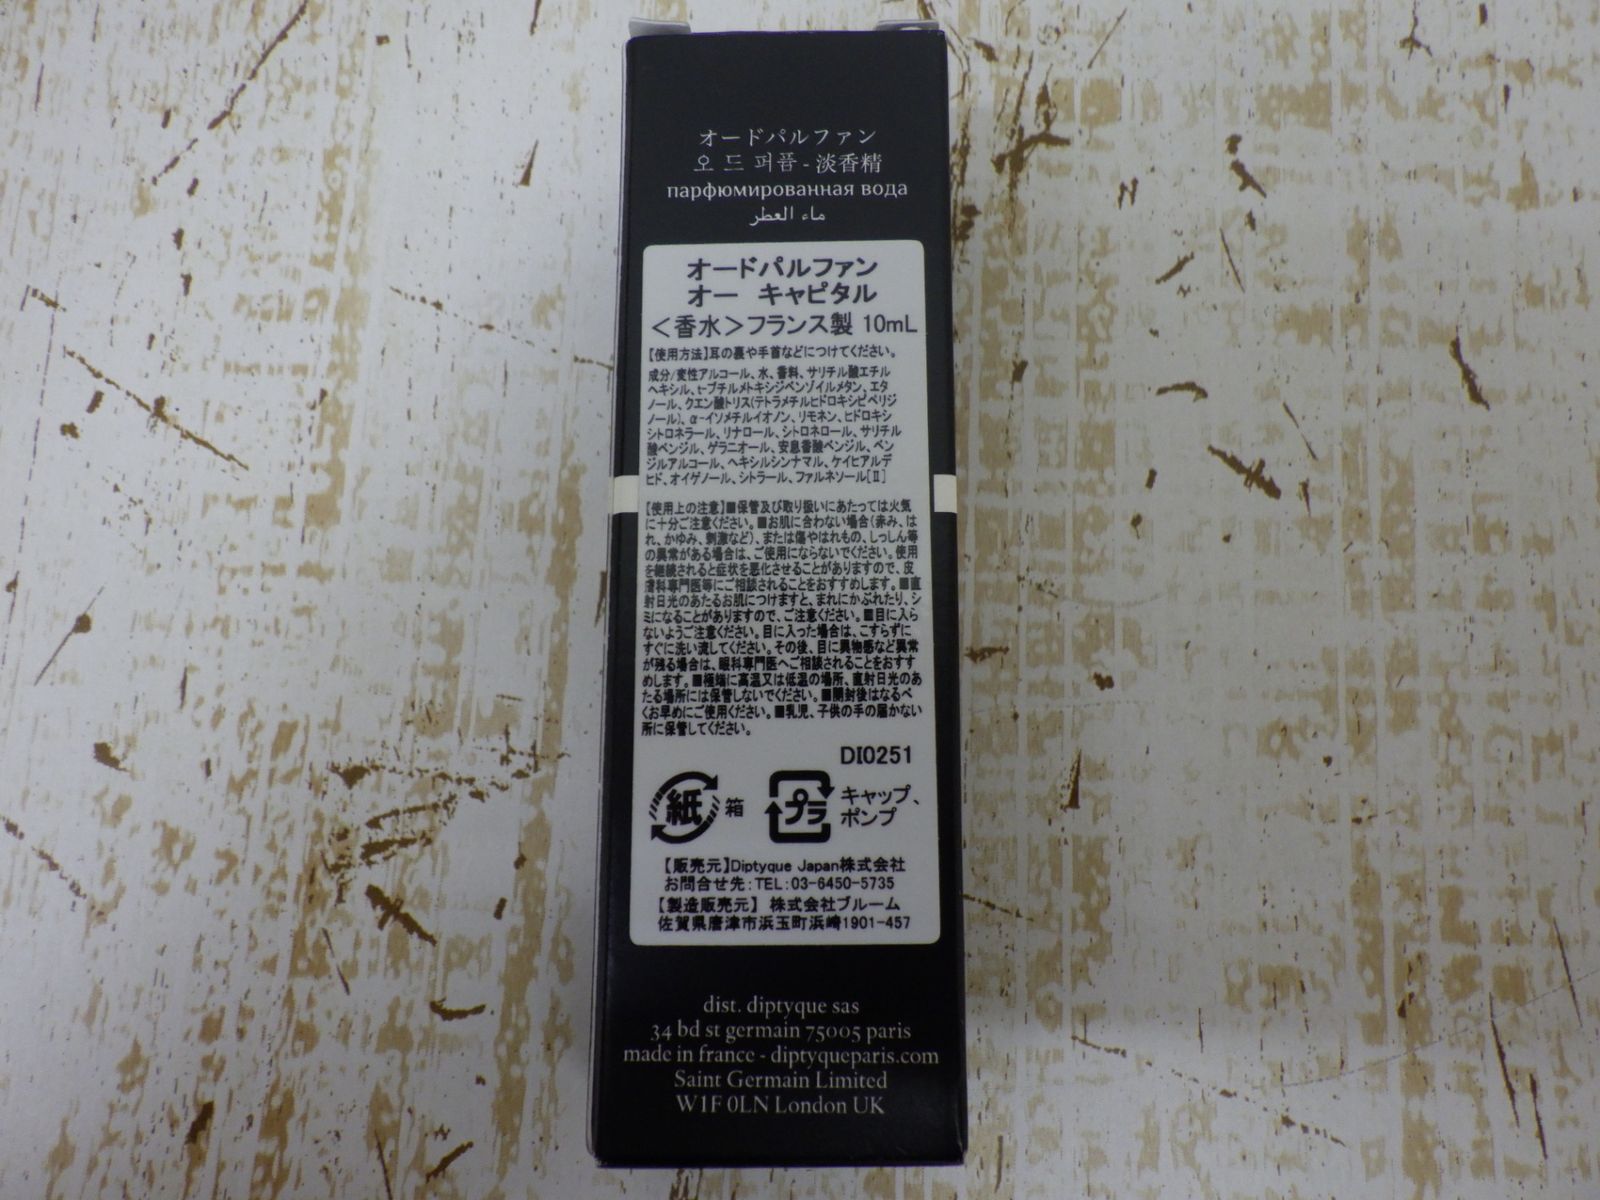 オードパルファン
오 드 퍼퓸 - 淡香精
парфюмированная вода
ماء العطر
オードパルファン
オー キャピタル
＜香水＞フランス製 10mL
【使用方法】耳の裏や手首などにつけてください。
成分/変性アルコール、水、香料、サリチル酸エチル
ヘキシル、t-ブチルメトキシジベンゾイルメタン、エタ
ノール、クエン酸トリス(テトラメチルヒドロキシピペリジ
ノール)、α-イソメチルイオノン、リモネン、ヒドロキシ
シトロネラール、リナロール、シトロネロール、サリチル
酸ベンジル、ゲラニオール、安息香酸ベンジル、ベン
ジルアルコール、ヘキシルシンナマル、ケイヒアルデ
ヒド、オイゲノール、シトラール、ファルネソール[Ⅱ]
【使用上の注意】■保管及び取り扱いにあたっては火気
に十分ご注意ください。■お肌に合わない場合(赤み、は
れ、かゆみ、刺激など)、または傷やはれもの、しっしん等
の異常がある場合は、ご使用にならないでください。使用
を継続されると症状を悪化させることがありますので、皮
膚科専門医等にご相談されることをおすすめします。■直
射日光のあたるお肌につけますと、まれにかぶれたり、シ
ミになることがありますので、ご注意ください。■目に入ら
ないようご注意ください。目に入った場合は、こすらずに
すぐに洗い流してください。その後、目に異物感など異常
が残る場合は、眼科専門医へご相談されることをおすす
めします。■極端に高温又は低温の場所、直射日光のあ
たる場所には保管しないでください。■開封後はなるべ
くお早めにご使用ください。■乳児、子供の手の届かない
所に保管してください。
DI0251
紙 箱 プラ キャップ、
ポンプ
【販売元】Diptyque Japan株式会社
お問合せ先：TEL：03-6450-5735
【製造販売元】 株式会社ブルーム
佐賀県唐津市浜玉町浜崎1901-457
dist. diptyque sas
34 bd st germain 75005 paris
made in france - diptyqueparis.com
Saint Germain Limited
W1F 0LN London UK